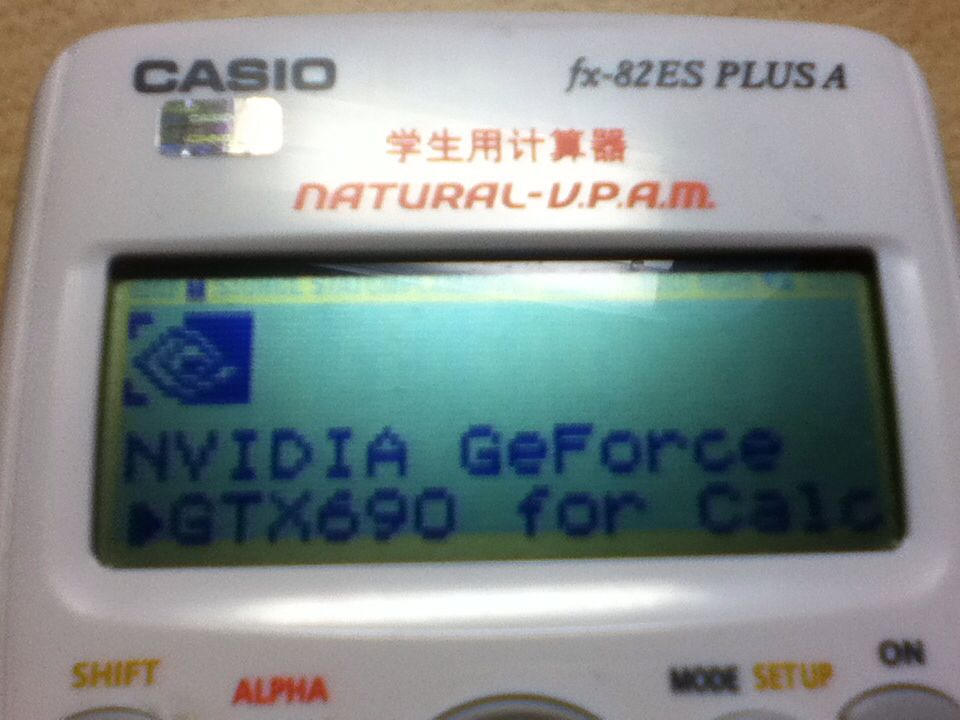 CASIO
fx-82ES PLUS A
学生用计算器
NATURAL-V.P.A.M.
NVIDIA GeForce
▶GTX690 for Calc
SHIFT
ALPHA
MODE SETUP
ON